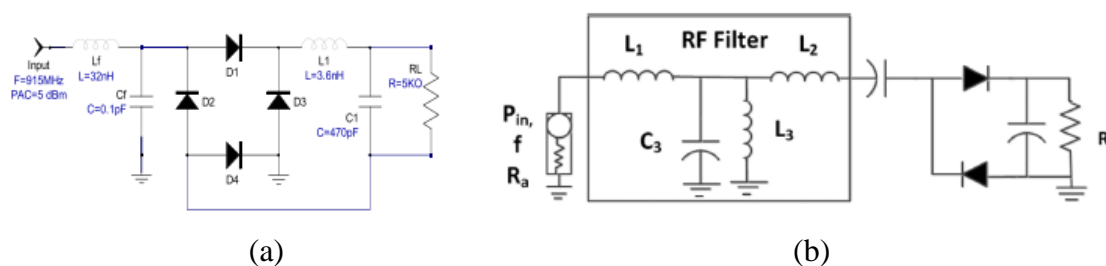 Input
F=915MHz
PAC=5 dBm
Lf
L=32nH
Cf
C=0.1pF
D1
D2
D3
D4
L1
L=3.6nH
C1
C=470pF
RL
R=5KO
(a)
RF Filter
L₁
L₂
L₃
C₃
Pᵢₙ,
f
Rₐ
R
(b)